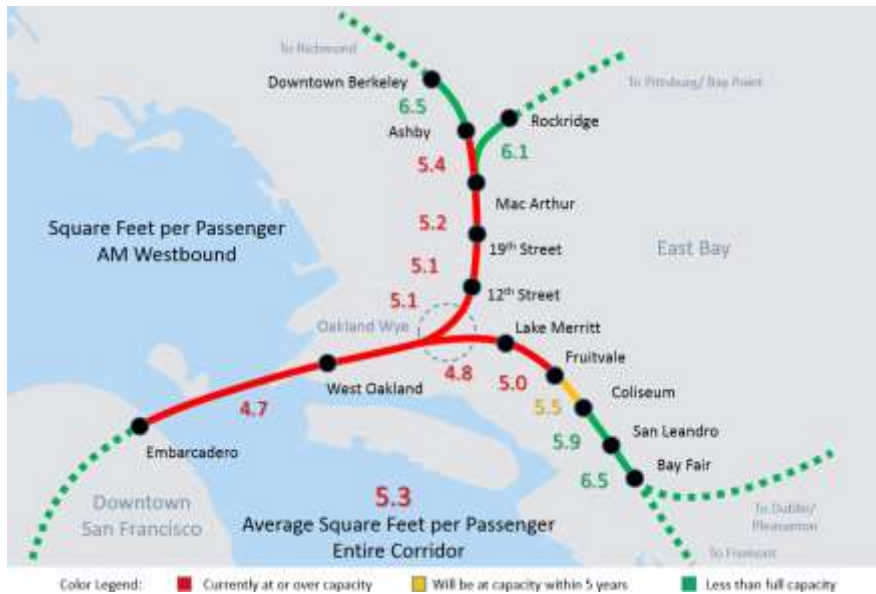 To Richmond
Downtown Berkeley
To Pittsburg/ Bay Point
6.5
Rockridge
Ashby
6.1
5.4
Mac Arthur
Square Feet per Passenger
AM Westbound
5.2
19th Street
East Bay
5.1
12th Street
5.1
Oakland Wye
Lake Merritt
Fruitvale
4.8
5.0
West Oakland
Coliseum
5.5
4.7
San Leandro
5.9
Embarcadero
Bay Fair
6.5
5.3
Average Square Feet per Passenger
Entire Corridor
Downtown
San Francisco
To Dublin/
Pleasanton
To Fremont
Color Legend:
Currently at or over capacity
Will be at capacity within 5 years
Less than full capacity